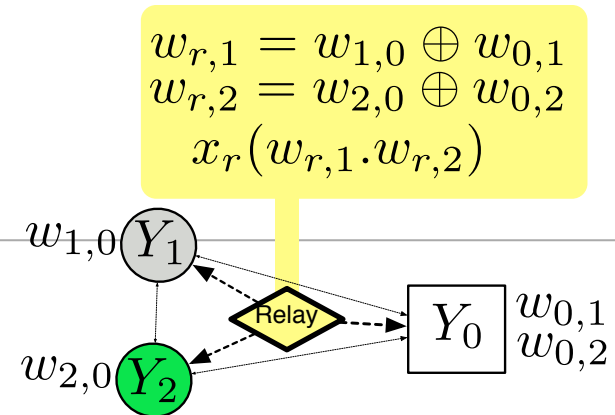 w_{r,1} = w_{1,0} ⊕ w_{0,1}
w_{r,2} = w_{2,0} ⊕ w_{0,2}
x_r(w_{r,1}.w_{r,2})
w_{1,0} Y_1
Relay
Y_0 w_{0,1}
w_{0,2}
w_{2,0} Y_2